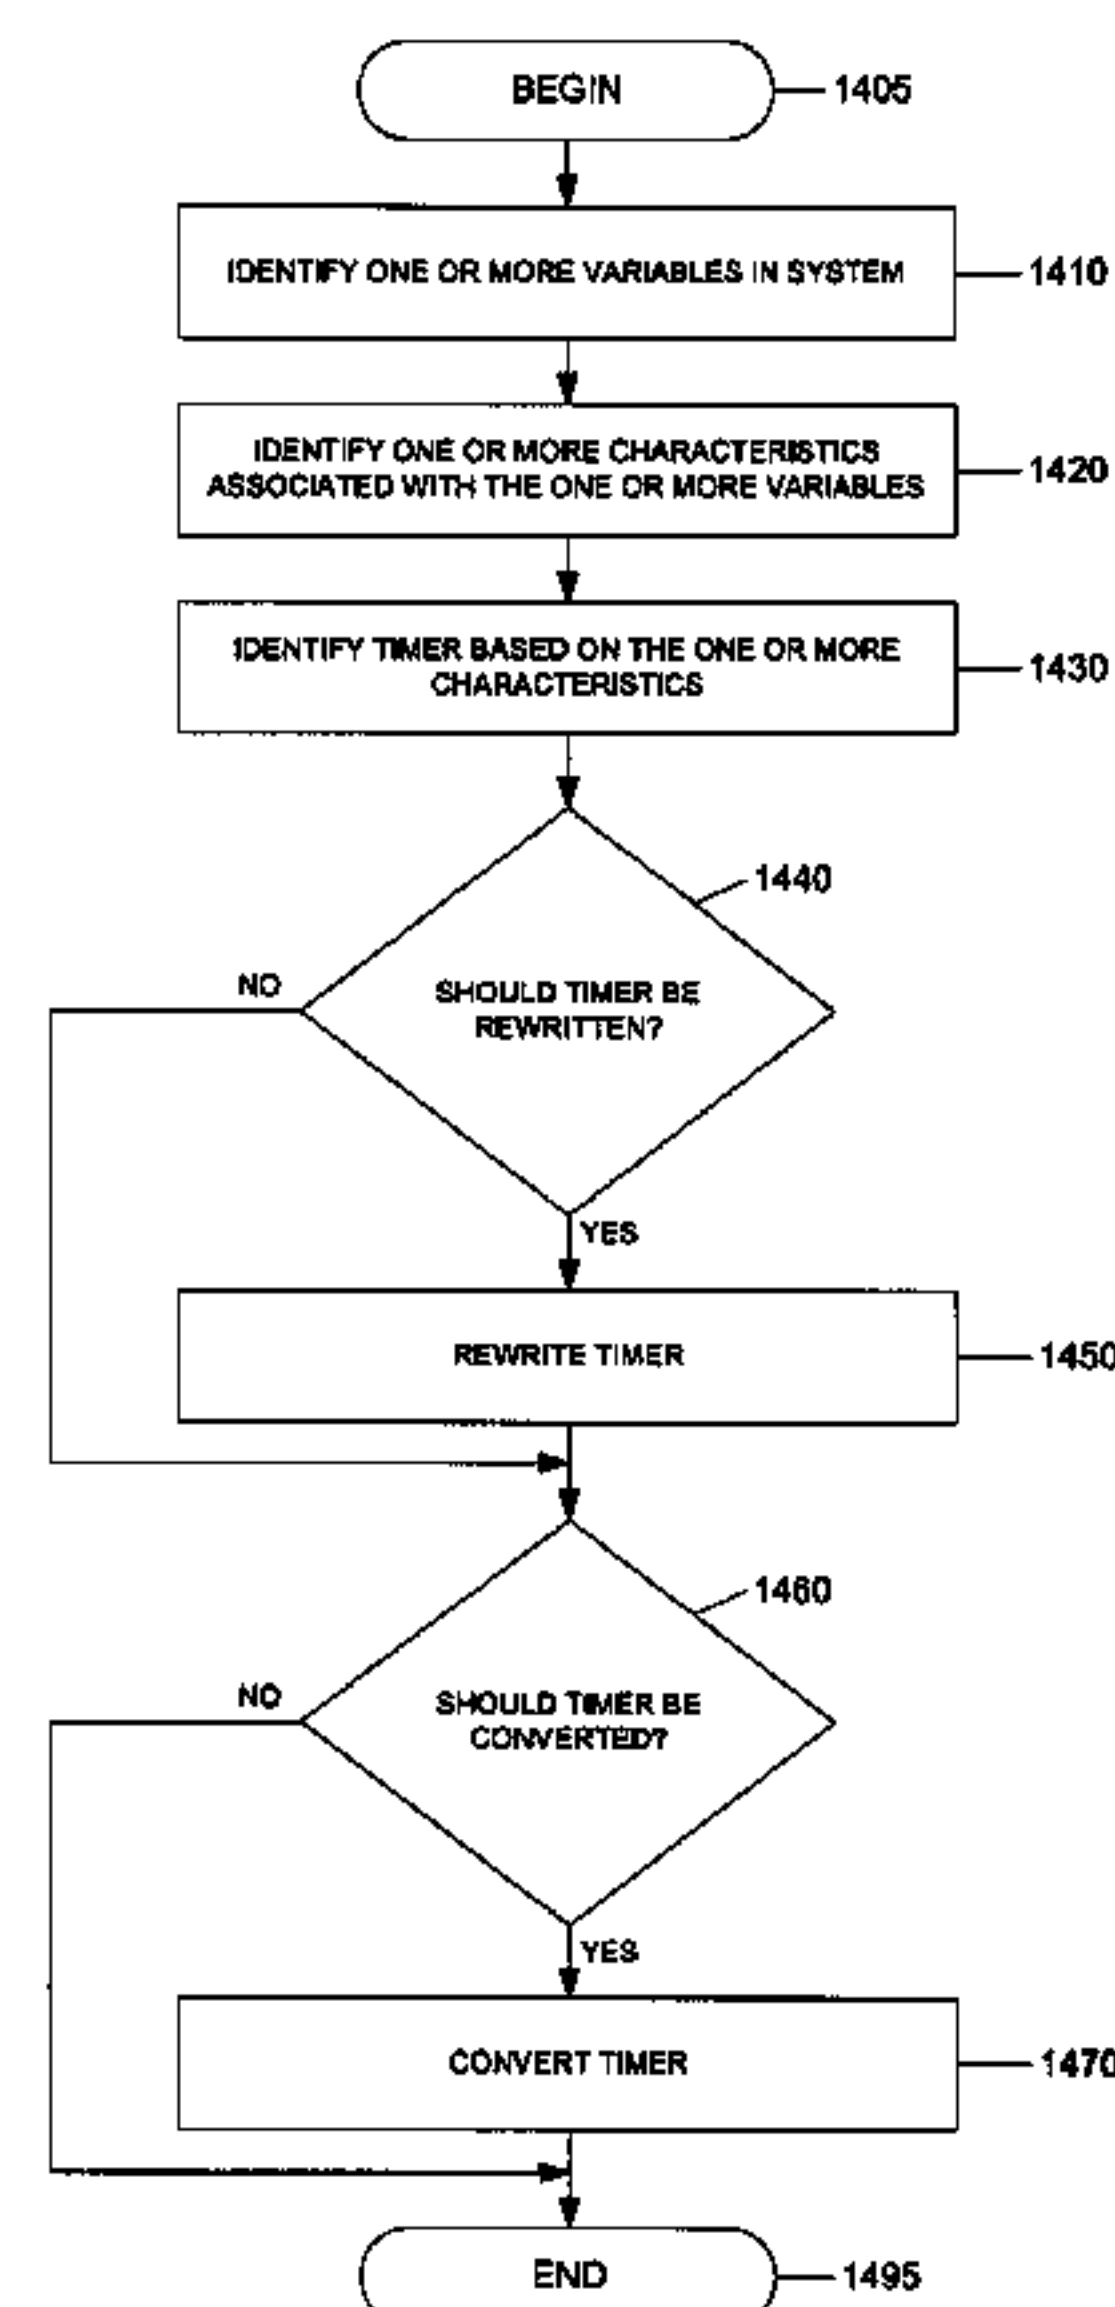 BEGIN
1405
IDENTIFY ONE OR MORE VARIABLES IN SYSTEM
1410
IDENTIFY ONE OR MORE CHARACTERISTICS
ASSOCIATED WITH THE ONE OR MORE VARIABLES
1420
IDENTIFY TIMER BASED ON THE ONE OR MORE
CHARACTERISTICS
1430
1440
NO
SHOULD TIMER BE
REWRITTEN?
YES
REWRITE TIMER
1450
1460
NO
SHOULD TIMER BE
CONVERTED?
YES
CONVERT TIMER
1470
END
1495